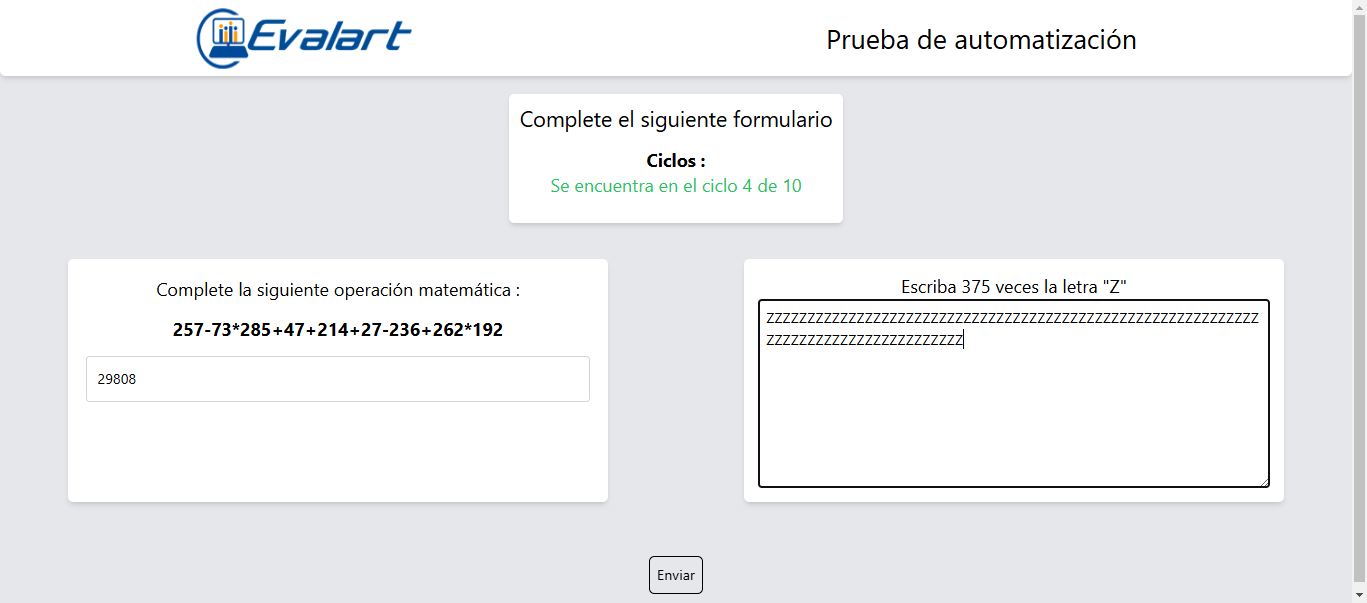 Evalart
Prueba de automatización
Complete el siguiente formulario
Ciclos :
Se encuentra en el ciclo 4 de 10
Complete la siguiente operación matemática :
257-73*285+47+214+27-236+262*192
29808
Escriba 375 veces la letra "Z"
ZZZZZZZZZZZZZZZZZZZZZZZZZZZZZZZZZZZZZZZZZZZZZZZZZZZZZZZZZZZZ
ZZZZZZZZZZZZZZZZZZZZZZZZ
Enviar